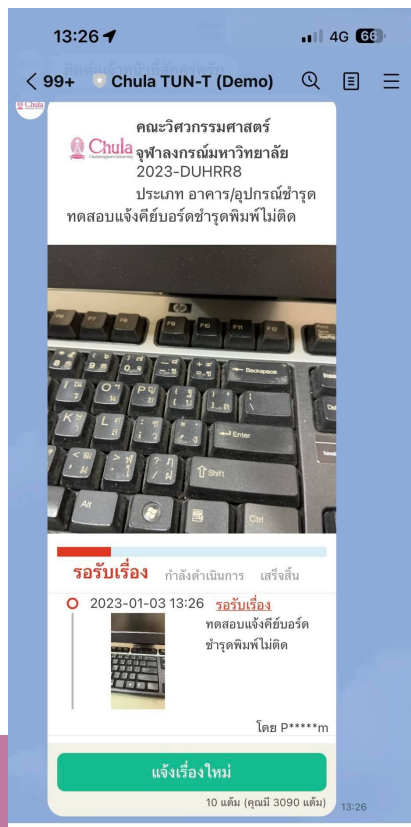 13:26
4G 66
99+ Chula TUN-T (Demo)
Chula
คณะวิศวกรรมศาสตร์
Chula
Chulalongkorn University
จุฬาลงกรณ์มหาวิทยาลัย
2023-DUHRR8
ประเภท อาคาร/อุปกรณ์ชำรุด
ทดสอบแจ้งคีย์บอร์ดชำรุดพิมพ์ไม่ติด
F6 F7 F8 F9 F10 F11 F12
Backspace
Enter
Shift
Alt
Ctrl
รอรับเรื่อง กำลังดำเนินการ เสร็จสิ้น
2023-01-03 13:26 รอรับเรื่อง
ทดสอบแจ้งคีย์บอร์ด
ชำรุดพิมพ์ไม่ติด
โดย P*****m
แจ้งเรื่องใหม่
10 แต้ม (คุณมี 3090 แต้ม)
13:26